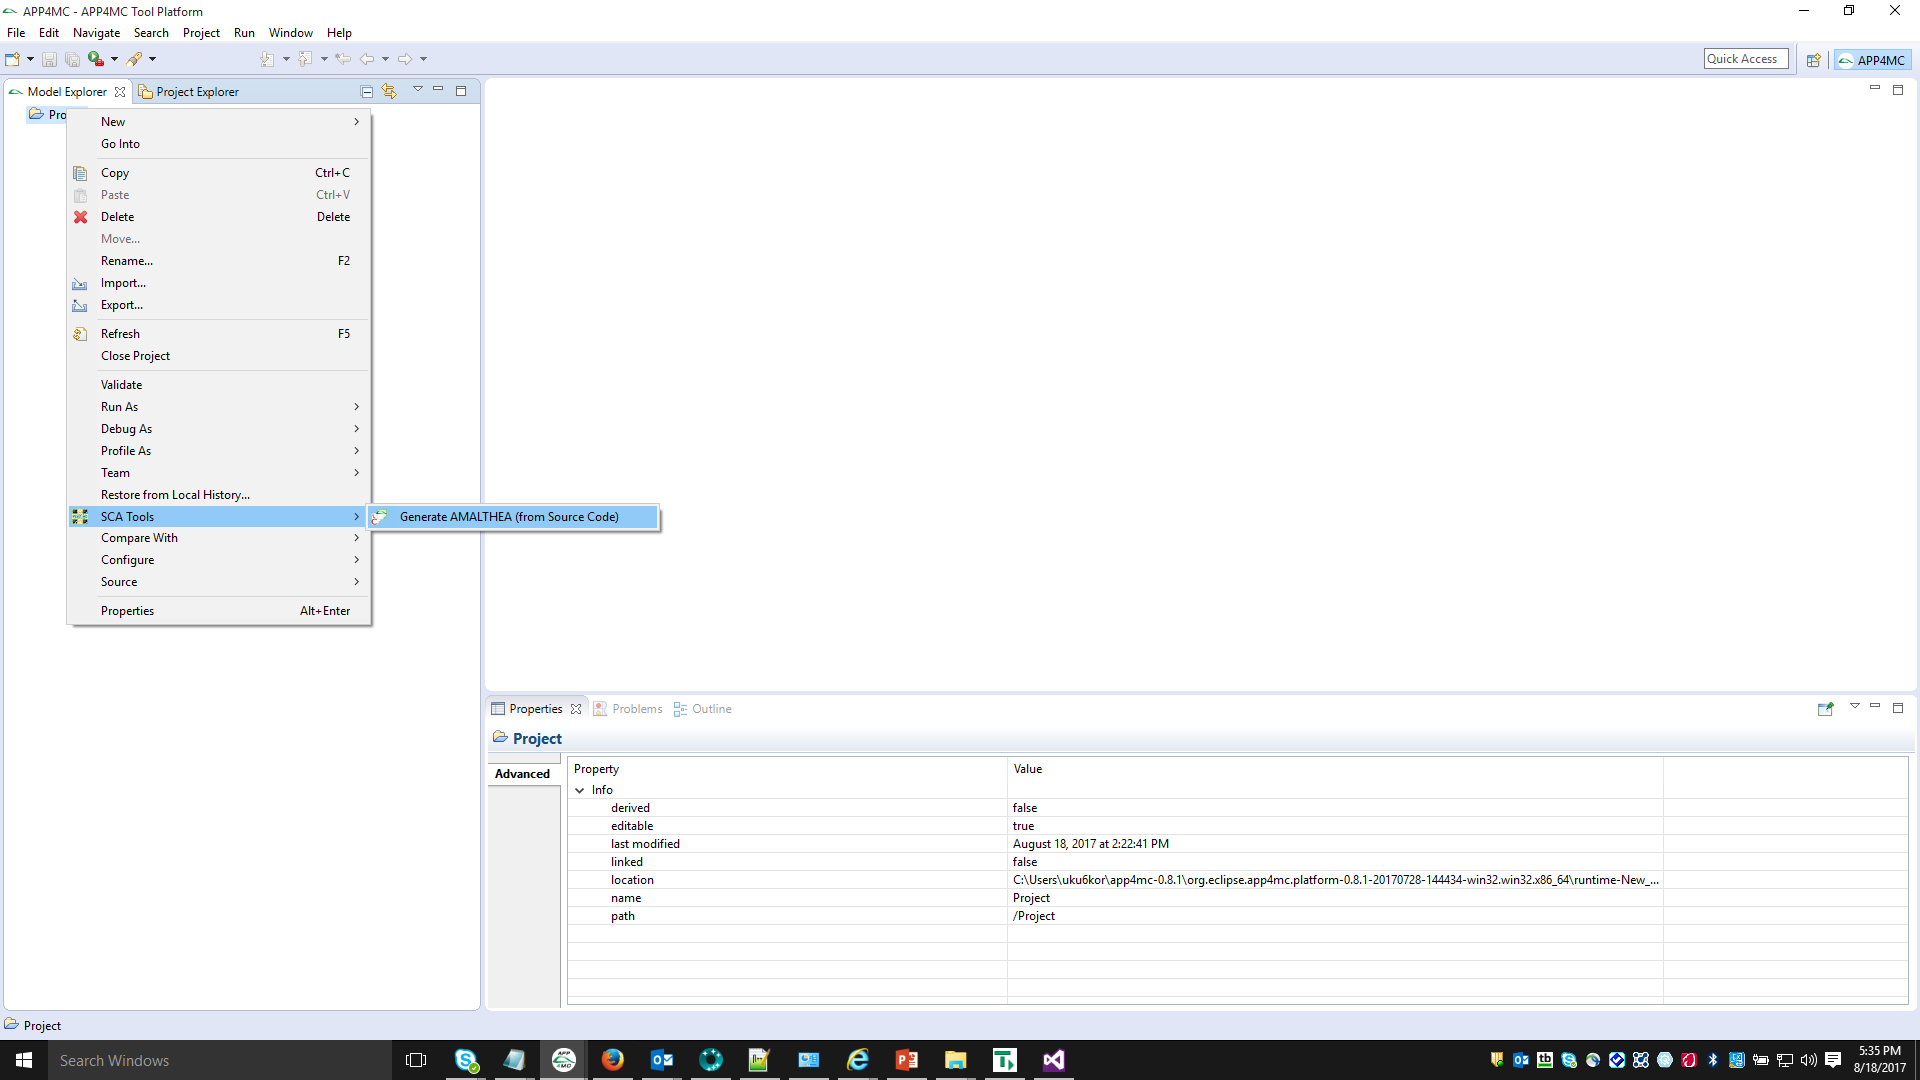 APP4MC - APP4MC Tool Platform
File Edit Navigate Search Project Run Window Help
Quick Access
APP4MC
Model Explorer
Project Explorer
Pro
New
Go Into
Copy Ctrl+C
Paste Ctrl+V
Delete Delete
Move...
Rename... F2
Import...
Export...
Refresh F5
Close Project
Validate
Run As
Debug As
Profile As
Team
Restore from Local History...
SCA Tools
Generate AMALTHEA (from Source Code)
Compare With
Configure
Source
Properties Alt+Enter
Properties Problems Outline
Project
Advanced
Property Value
Info
derived false
editable true
last modified August 18, 2017 at 2:22:41 PM
linked false
location C:\Users\uku6kor\app4mc-0.8.1\org.eclipse.app4mc.platform-0.8.1-20170728-144434-win32.win32.x86_64\runtime-New_...
name Project
path /Project
Project
Search Windows
5:35 PM
8/18/2017